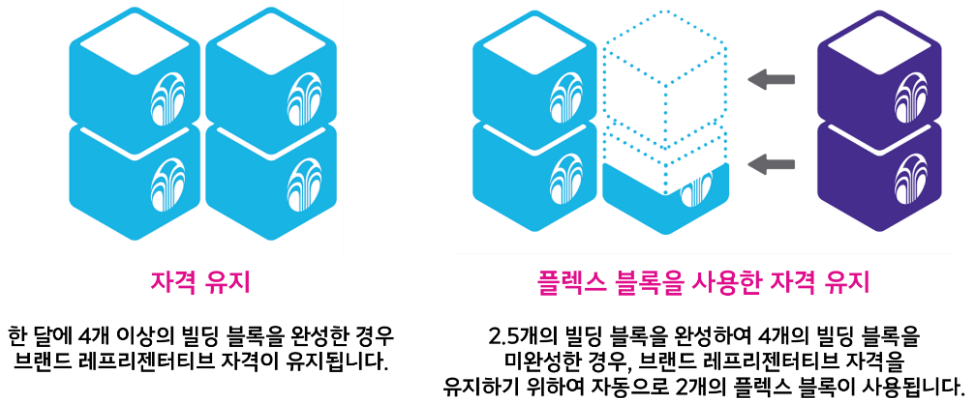 자격 유지
한 달에 4개 이상의 빌딩 블록을 완성한 경우
브랜드 레프리젠터티브 자격이 유지됩니다.
플렉스 블록을 사용한 자격 유지
2.5개의 빌딩 블록을 완성하여 4개의 빌딩 블록을
미완성한 경우, 브랜드 레프리젠터티브 자격을
유지하기 위하여 자동으로 2개의 플렉스 블록이 사용됩니다.